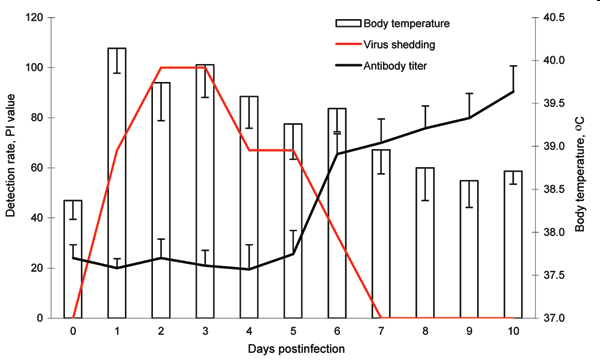 Body temperature
Virus shedding
Antibody titer
Detection rate, PI value
120
100
80
60
40
20
0
40.5
40.0
39.5
39.0
38.5
38.0
37.5
37.0
Body temperature, °C
0 1 2 3 4 5 6 7 8 9 10
Days postinfection